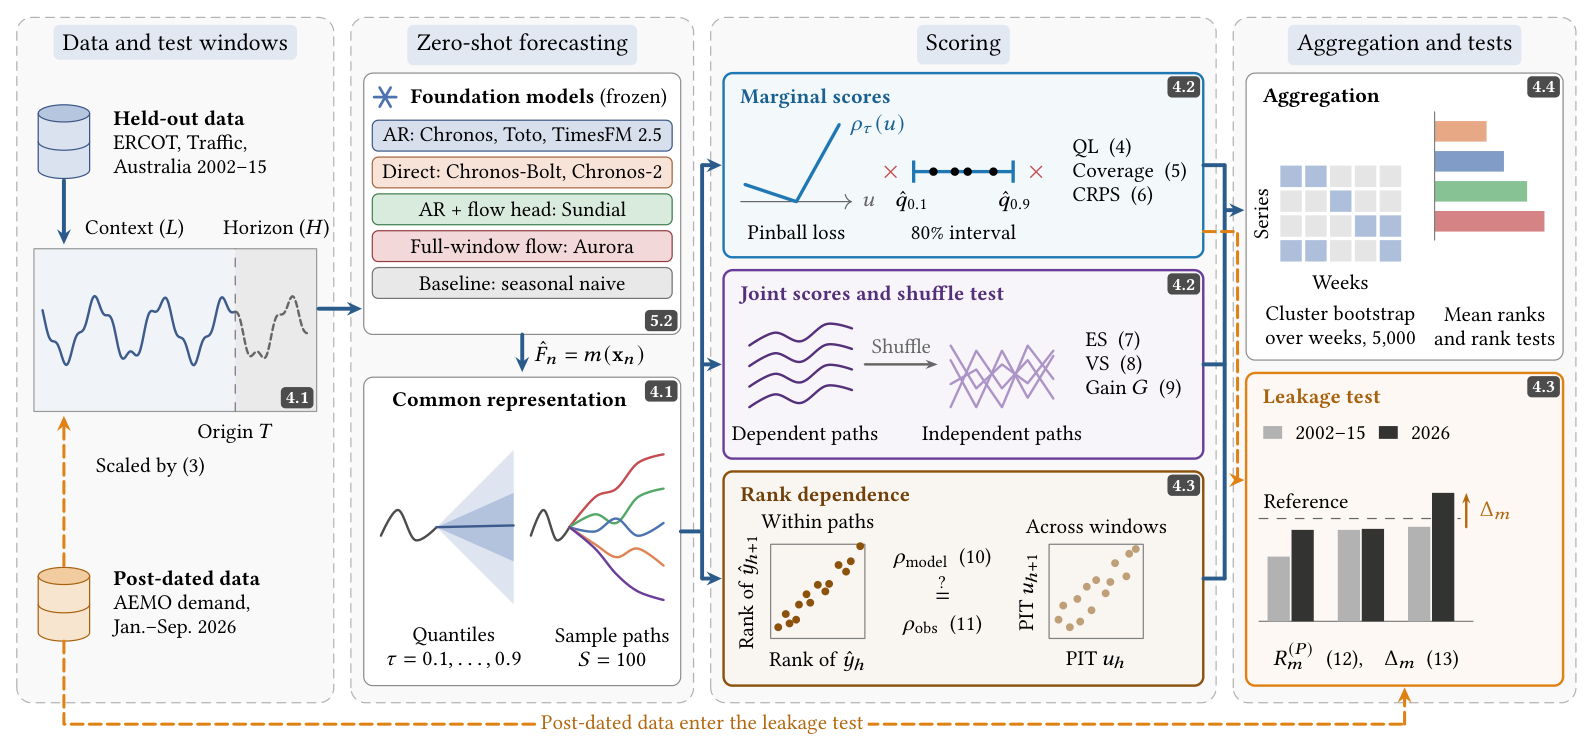 Data and test windows
Held-out data
ERCOT, Traffic,
Australia 2002–15
Context (L)
Horizon (H)
4.1
Origin T
Scaled by (3)
Post-dated data
AEMO demand,
Jan.–Sep. 2026
Zero-shot forecasting
Foundation models (frozen)
AR: Chronos, Toto, TimesFM 2.5
Direct: Chronos-Bolt, Chronos-2
AR + flow head: Sundial
Full-window flow: Aurora
Baseline: seasonal naive
5.2
F̂ₙ = m(xₙ)
Common representation
4.1
Quantiles
τ = 0.1, . . . , 0.9
Sample paths
S = 100
Scoring
4.2
Marginal scores
ρτ(u)
u
Pinball loss
× ×
q̂0.1
q̂0.9
80% interval
QL (4)
Coverage (5)
CRPS (6)
4.2
Joint scores and shuffle test
Shuffle
Dependent paths
Independent paths
ES (7)
VS (8)
Gain G (9)
4.3
Rank dependence
Within paths
Rank of ŷh+1
Rank of ŷh
ρmodel (10)
?
=
ρobs (11)
Across windows
PIT uh+1
PIT uh
Aggregation and tests
4.4
Aggregation
Series
Weeks
Cluster bootstrap
over weeks, 5,000
Mean ranks
and rank tests
4.3
Leakage test
2002–15
2026
Reference
Δm
Rm(P) (12), Δm (13)
Post-dated data enter the leakage test